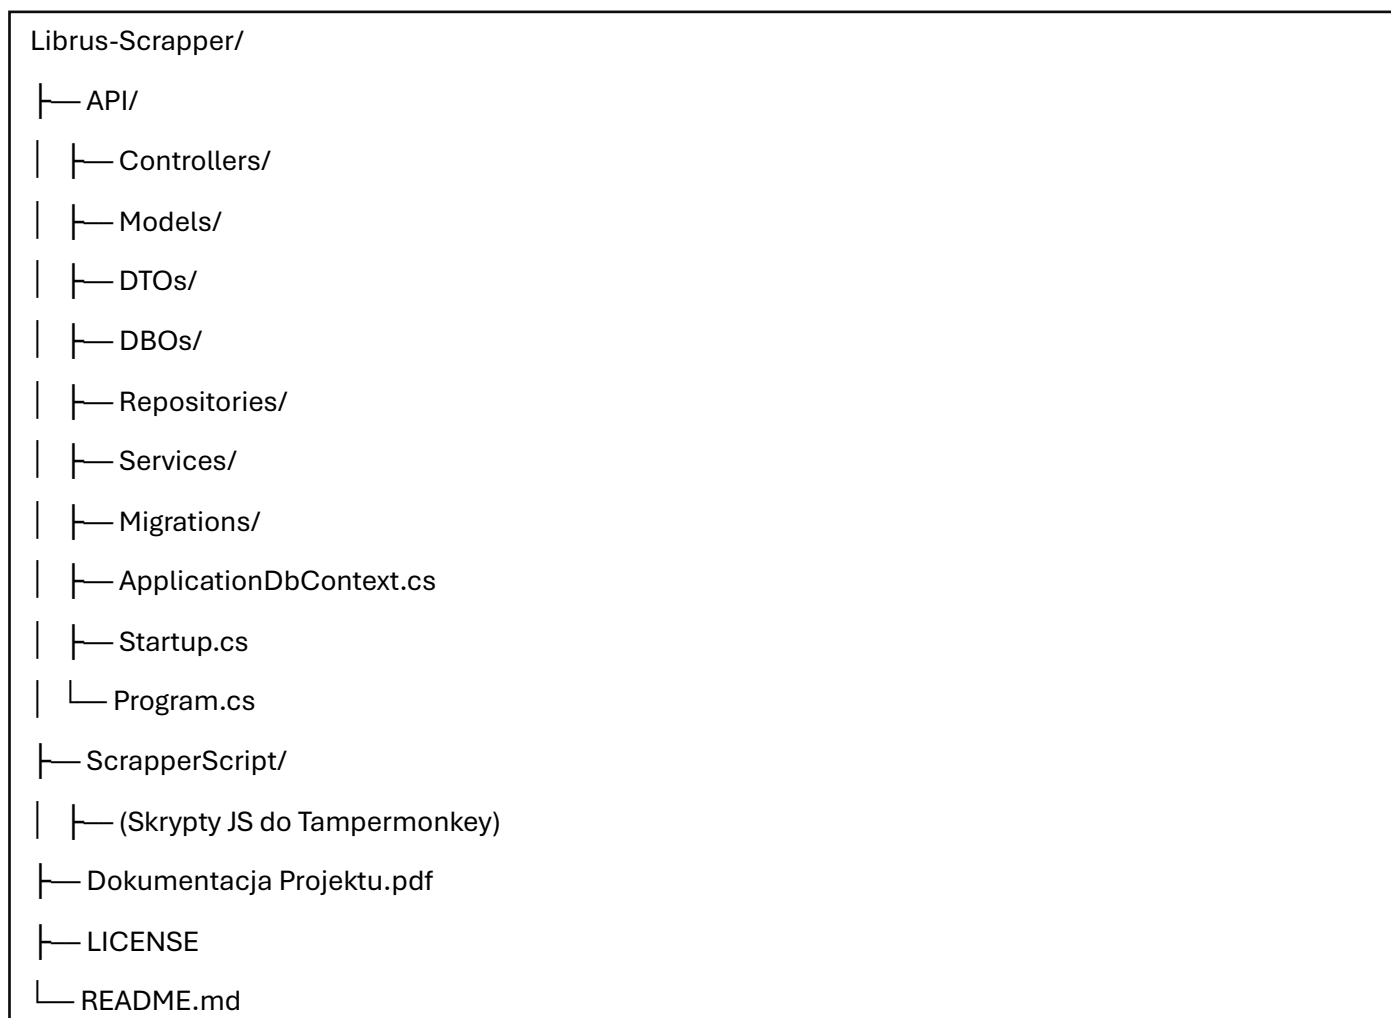 Librus-Scrapper/
├── API/
│ ├── Controllers/
│ ├── Models/
│ ├── DTOs/
│ ├── DBOs/
│ ├── Repositories/
│ ├── Services/
│ ├── Migrations/
│ ├── ApplicationDbContext.cs
│ ├── Startup.cs
│ └── Program.cs
├── ScrapperScript/
│ ├── (Skrypty JS do Tampermonkey)
├── Dokumentacja Projektu.pdf
├── LICENSE
└── README.md